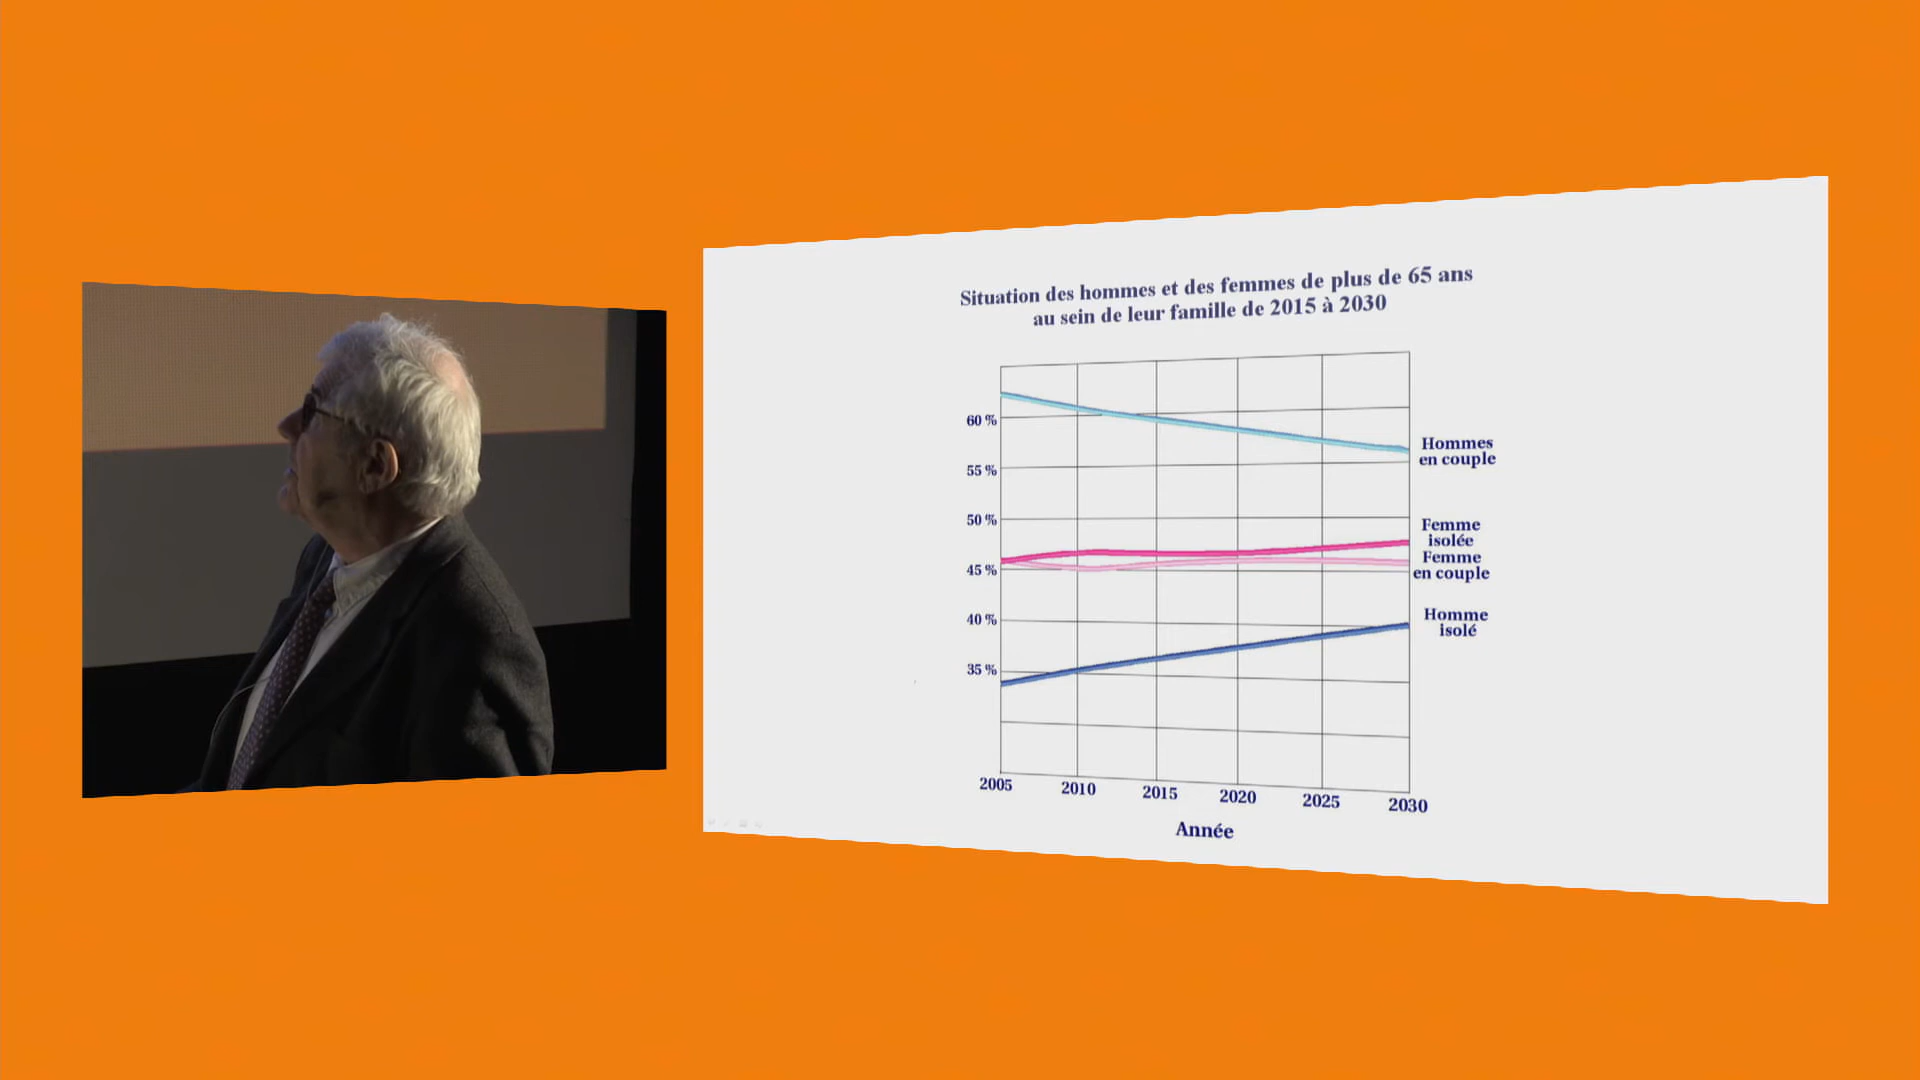 Situation des hommes et des femmes de plus de 65 ans
au sein de leur famille de 2015 à 2030
60 %
55 %
50 %
45 %
40 %
35 %
Hommes
en couple
Femme
isolée
Femme
en couple
Homme
isolé
2005
2010
2015
2020
2025
2030
Année